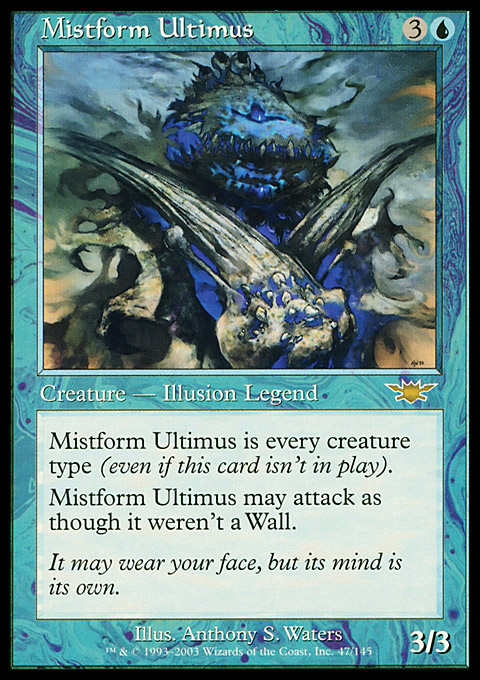 Mistform Ultimus 3
Creature — Illusion Legend
Mistform Ultimus is every creature
type (even if this card isn't in play).
Mistform Ultimus may attack as
though it weren't a Wall.
It may wear your face, but its mind is
its own.
Illus. Anthony S. Waters
3/3
™ & © 1993–2003 Wizards of the Coast, Inc. 47/145